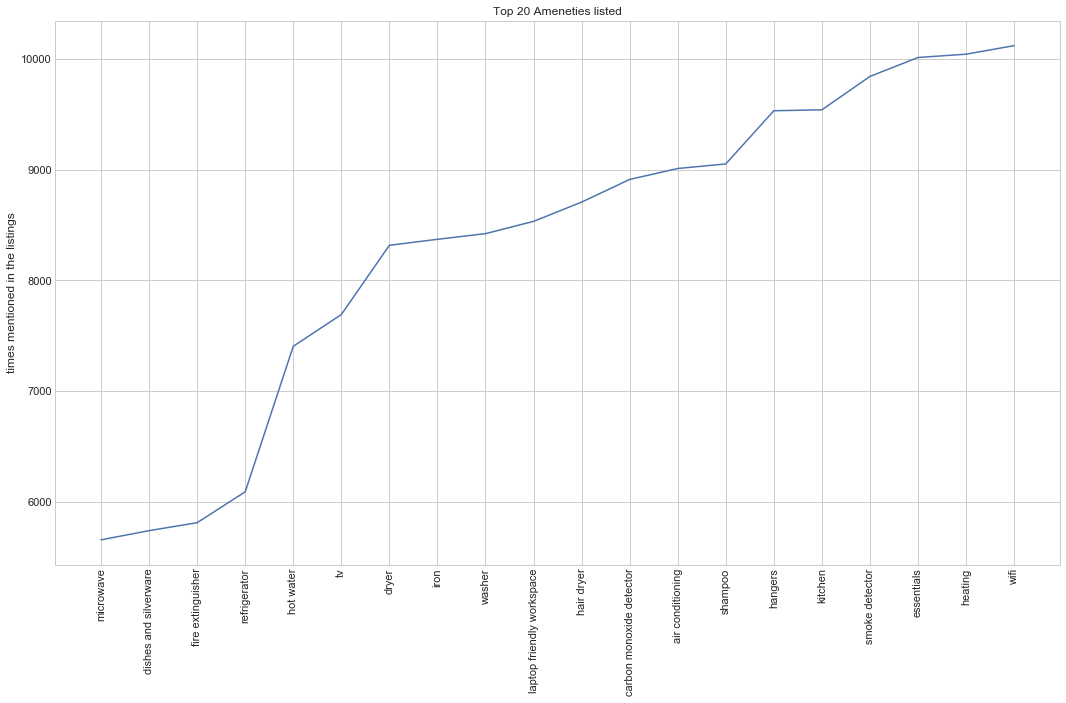 Top 20 Ameneties listed
times mentioned in the listings
10000
9000
8000
7000
6000
microwave
dishes and silverware
fire extinguisher
refrigerator
hot water
tv
dryer
iron
washer
laptop friendly workspace
hair dryer
carbon monoxide detector
air conditioning
shampoo
hangers
kitchen
smoke detector
essentials
heating
wifi